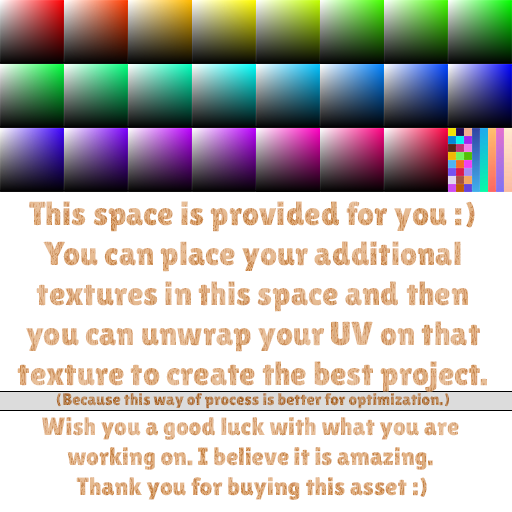 This space is provided for you :)
You can place your additional
textures in this space and then
you can unwrap your UV on that
texture to create the best project.
(Because this way of process is better for optimization.)
Wish you a good luck with what you are
working on. I believe it is amazing.
Thank you for buying this asset :)